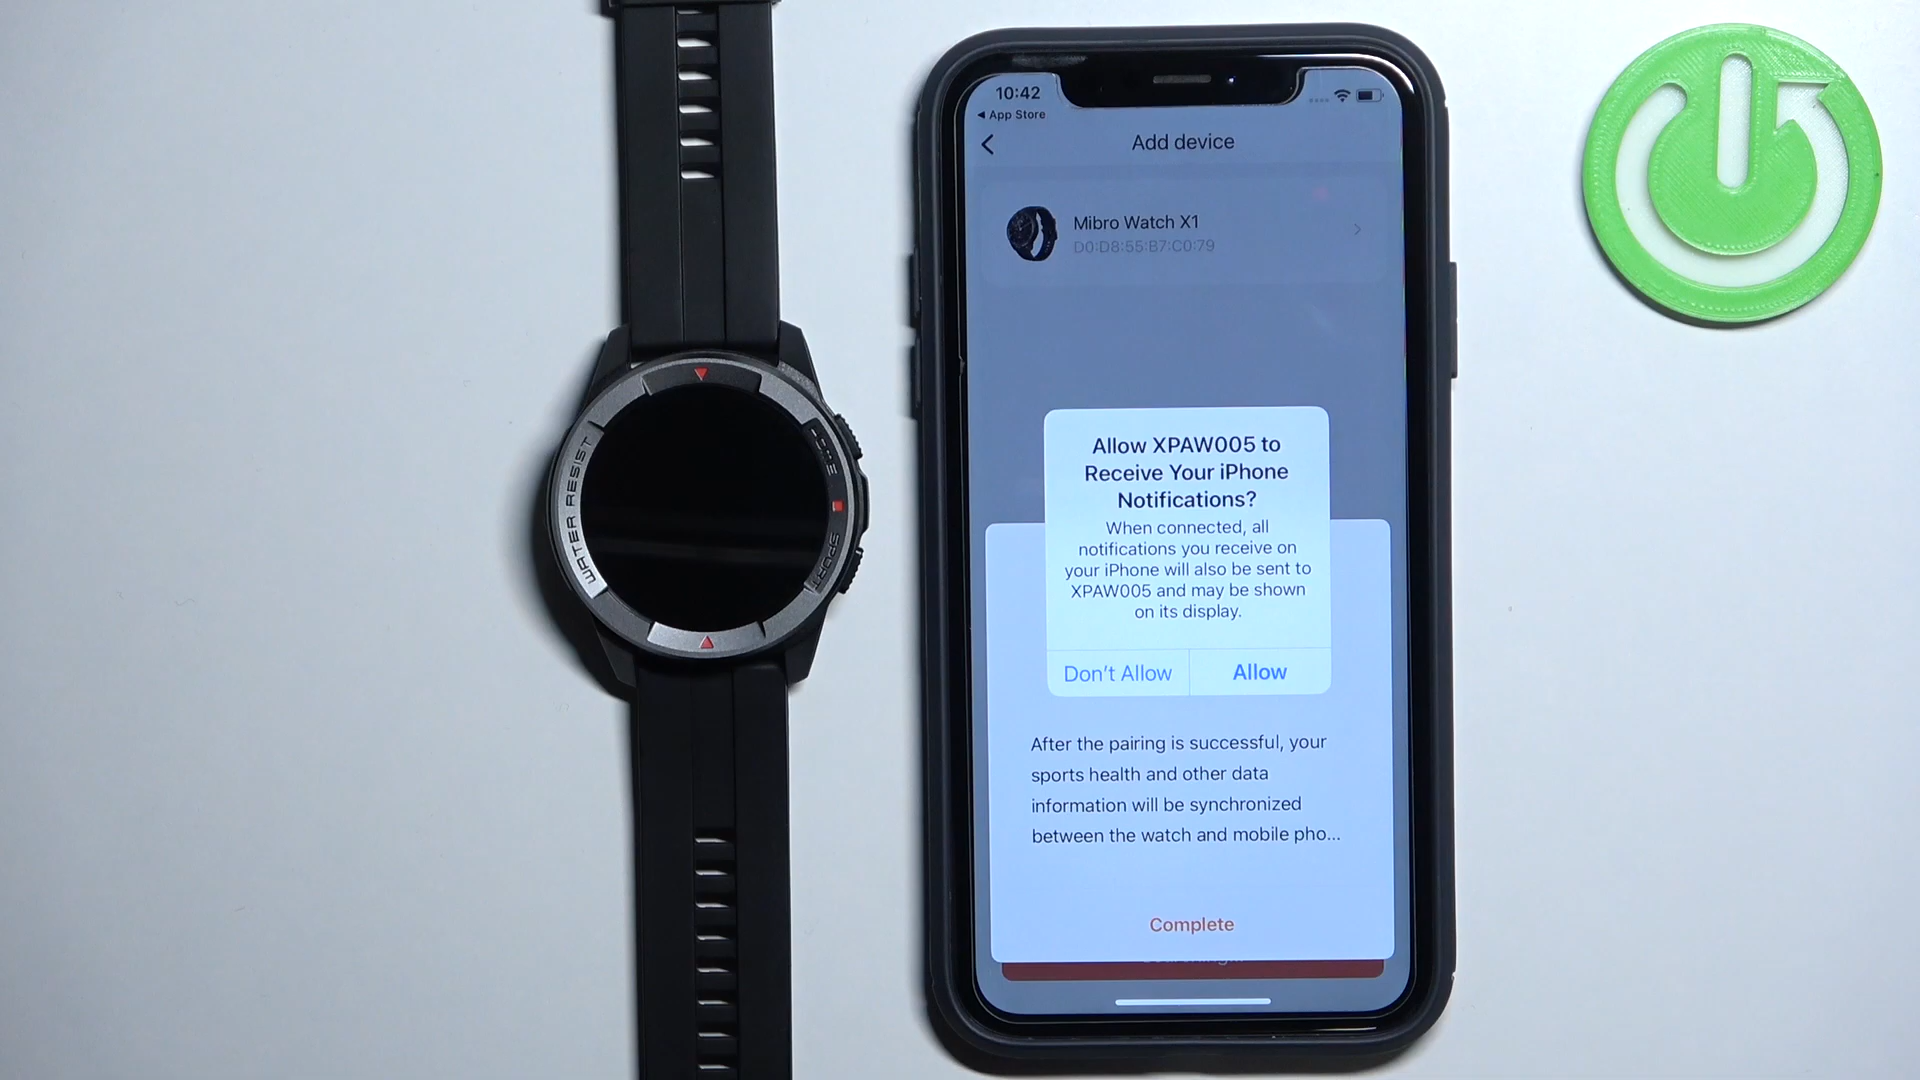 WATER RESIST
HOME
SPORT
10:42
◀ App Store
Add device
Mibro Watch X1
D0:D8:55:B7:C0:79
Allow XPAW005 to
Receive Your iPhone
Notifications?
When connected, all
notifications you receive on
your iPhone will also be sent to
XPAW005 and may be shown
on its display.
Don't Allow
Allow
After the pairing is successful, your
sports health and other data
information will be synchronized
between the watch and mobile pho...
Complete